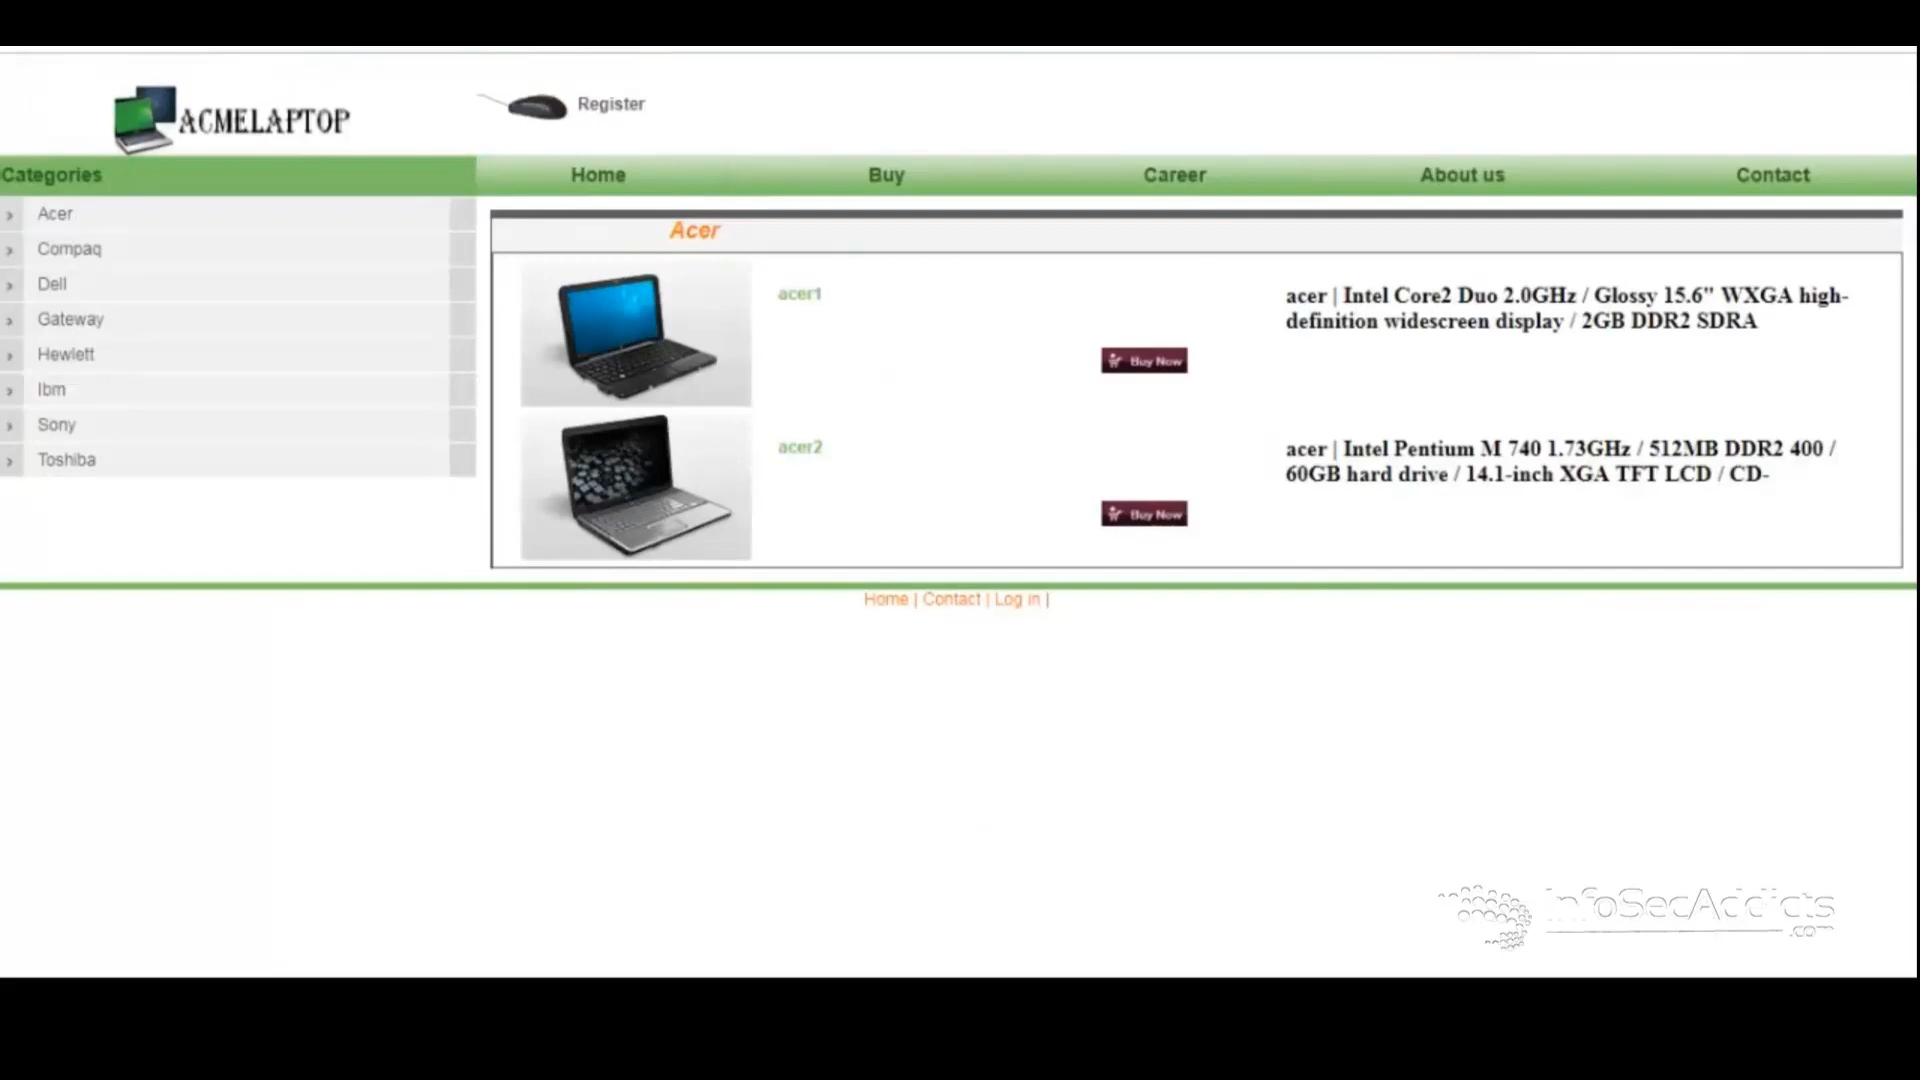 ACMELAPTOP
Register
Categories
Home
Buy
Career
About us
Contact
Acer
Compaq
Dell
Gateway
Hewlett
Ibm
Sony
Toshiba
Acer
acer1
acer | Intel Core2 Duo 2.0GHz / Glossy 15.6" WXGA high-
definition widescreen display / 2GB DDR2 SDRA
Buy Now
acer2
acer | Intel Pentium M 740 1.73GHz / 512MB DDR2 400 /
60GB hard drive / 14.1-inch XGA TFT LCD / CD-
Buy Now
Home | Contact | Log in |
InfoSecAddicts
.com